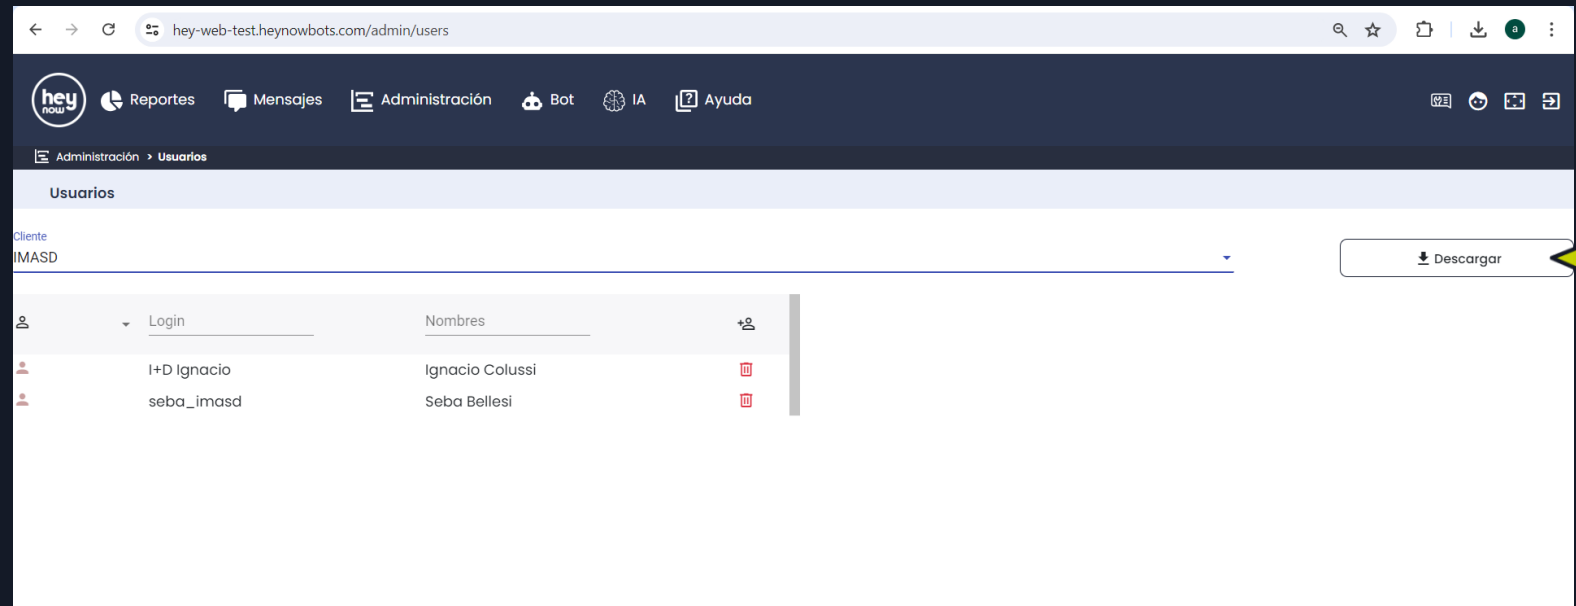 hey-web-test.heynowbots.com/admin/users
a
hey now Reportes Mensajes Administración Bot IA Ayuda
Administración > Usuarios
Usuarios
Cliente
IMASD
Descargar
Login Nombres
I+D Ignacio Ignacio Colussi
seba_imasd Seba Bellesi